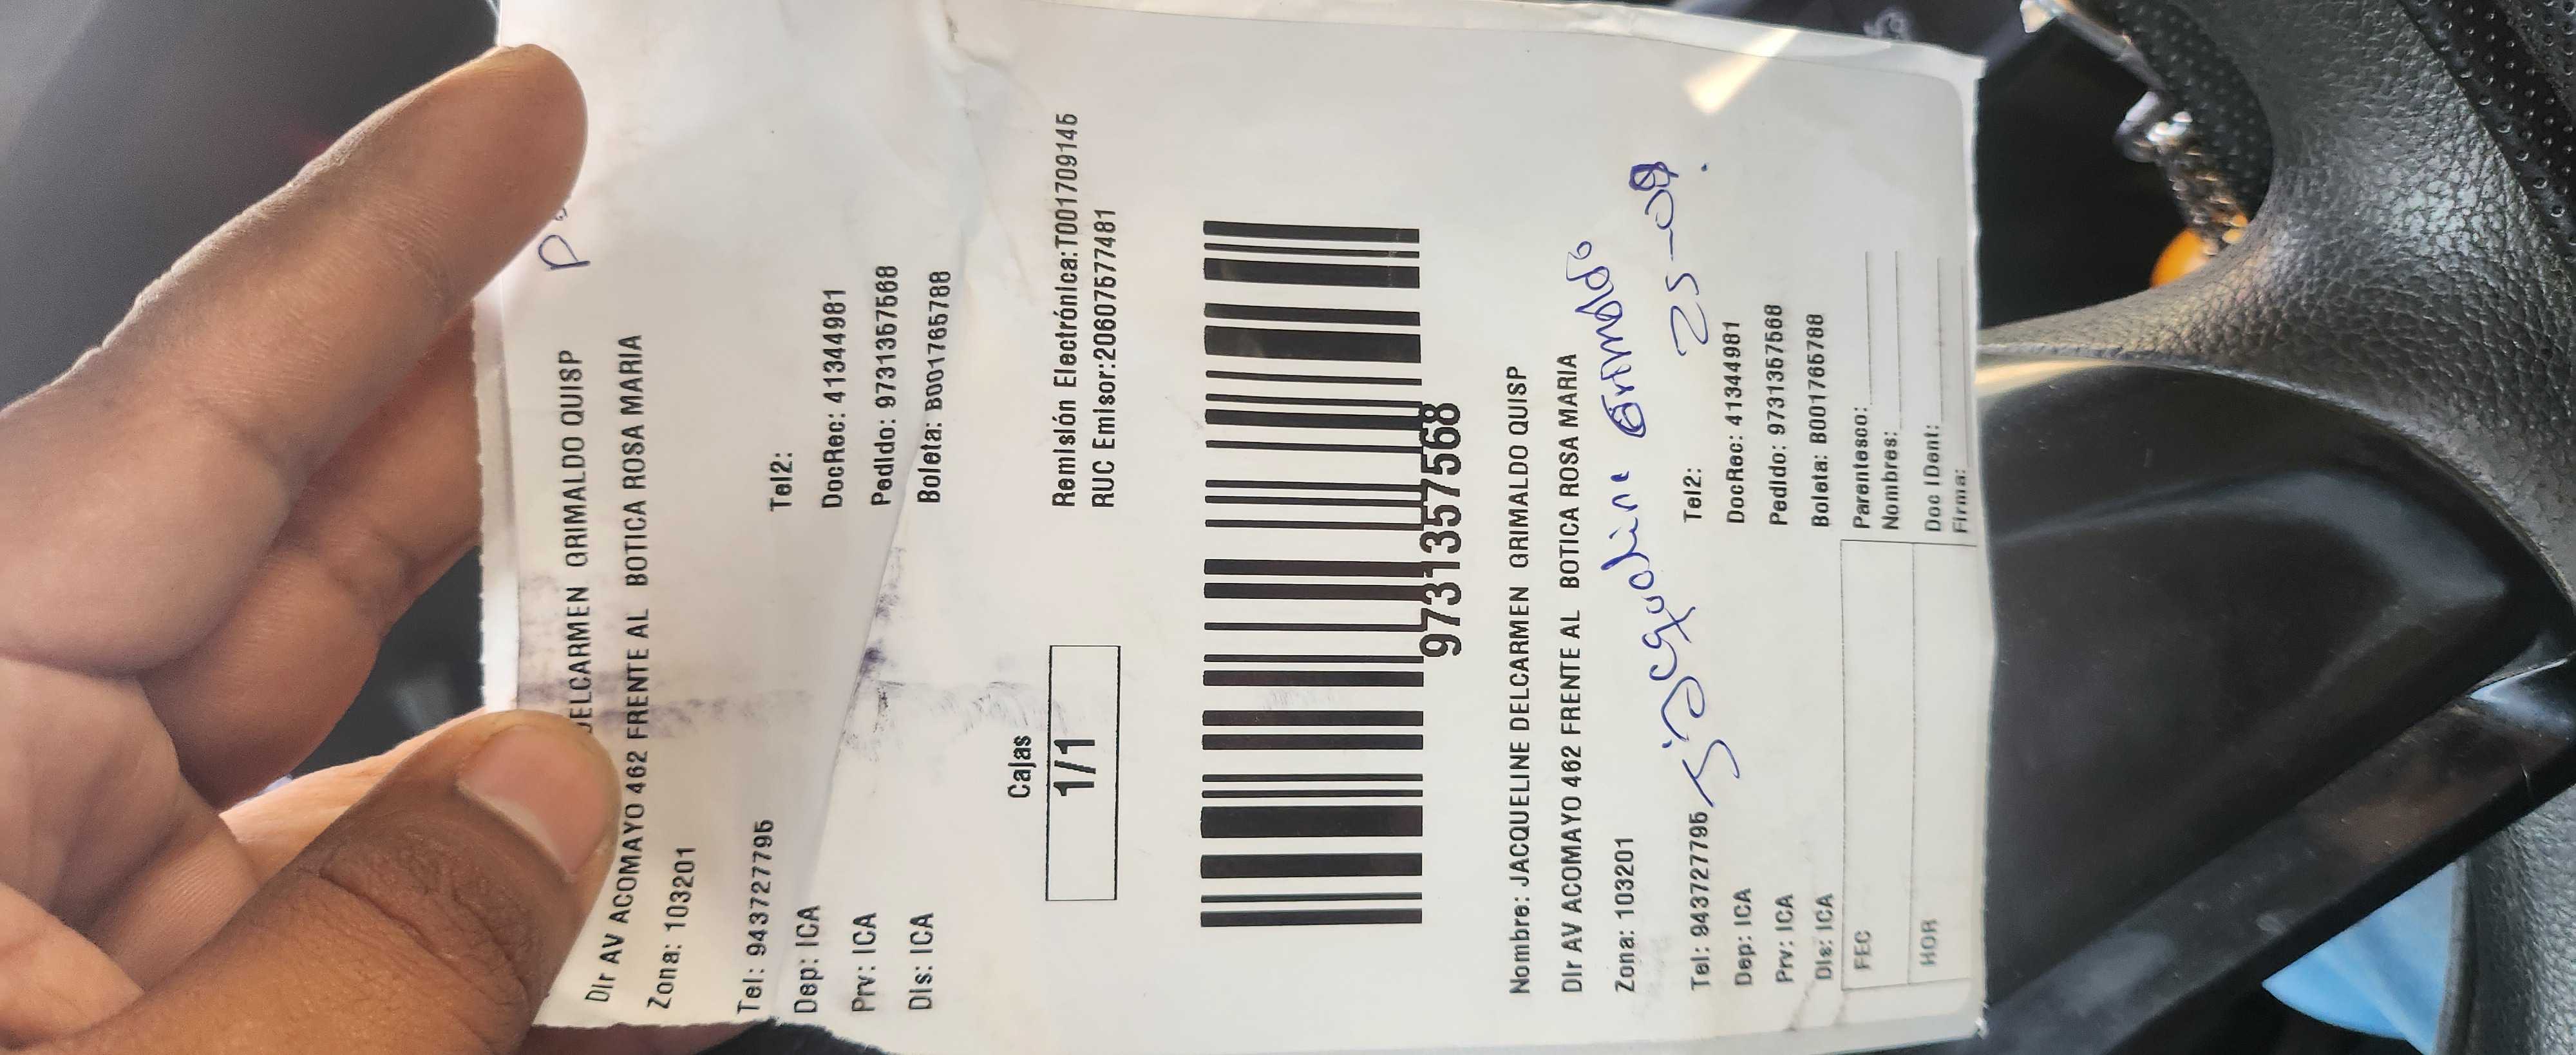 DELCARMEN GRIMALDO QUISP
Dir AV ACOMAYO 462 FRENTE AL BOTICA ROSA MARIA
Zona: 103201
Tel: 943727795 Tel2:
Dep: ICA DocRec: 41344981
Prv: ICA Pedido: 9731357568
Dis: ICA Boleta: B001765788
Cajas
1/1
Remisión Electrónica:T001709145
RUC Emisor:20607577481
9731357568
Nombre: JACQUELINE DELCARMEN GRIMALDO QUISP
Dir AV ACOMAYO 462 FRENTE AL BOTICA ROSA MARIA
Zona: 103201
Jacqueline Grimaldo
25-09
Tel: 943727795 Tel2:
Dep: ICA DocRec: 41344981
Prv: ICA Pedido: 9731357568
Dis: ICA Boleta: B001765788
FEC Parentesco:
Nombres:
HOR Doc IDent:
Firma: